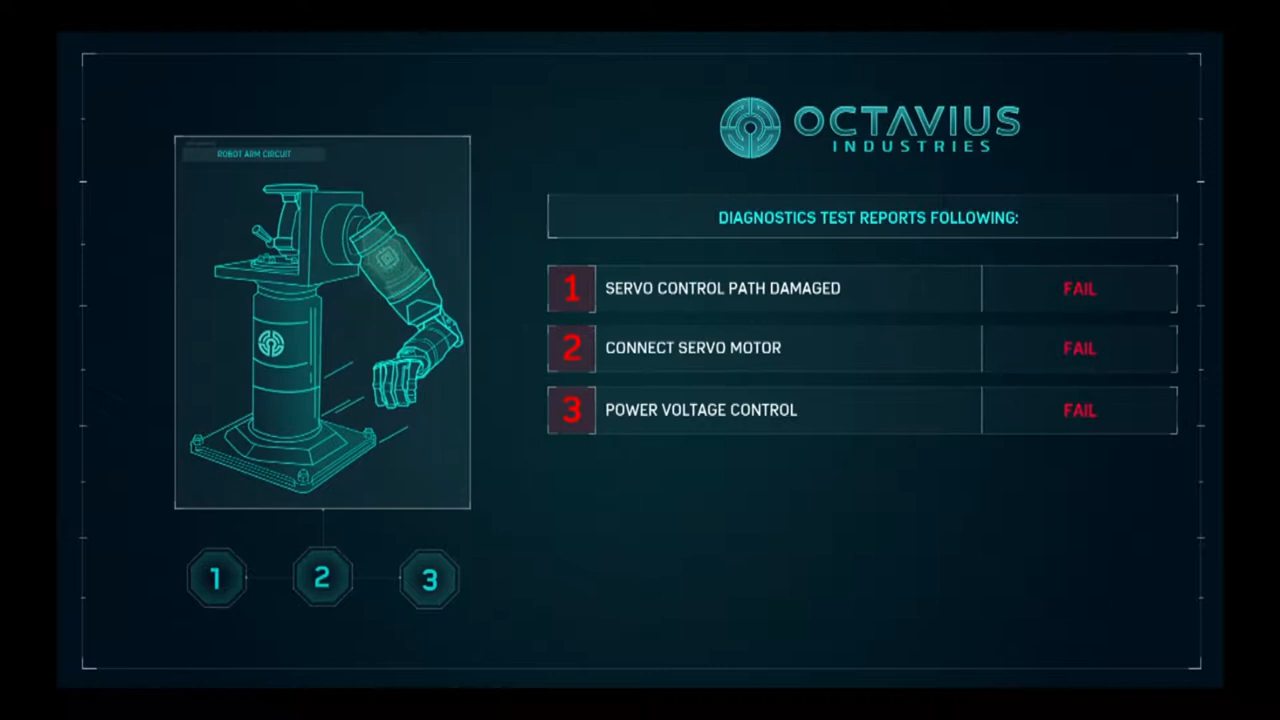 OCTAVIUS
INDUSTRIES
ROBOT ARM CIRCUIT
DIAGNOSTICS TEST REPORTS FOLLOWING:
1 SERVO CONTROL PATH DAMAGED FAIL
2 CONNECT SERVO MOTOR FAIL
3 POWER VOLTAGE CONTROL FAIL
1 2 3